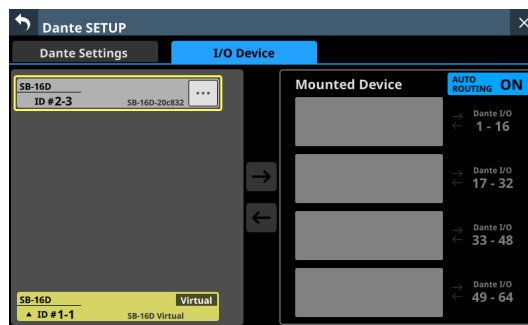 Dante SETUP
Dante Settings
I/O Device
SB-16D
ID #2-3
SB-16D-20c832
...
SB-16D
Virtual
▲ ID #1-1
SB-16D Virtual
Mounted Device
AUTO ROUTING ON
Dante I/O
1 - 16
Dante I/O
17 - 32
Dante I/O
33 - 48
Dante I/O
49 - 64